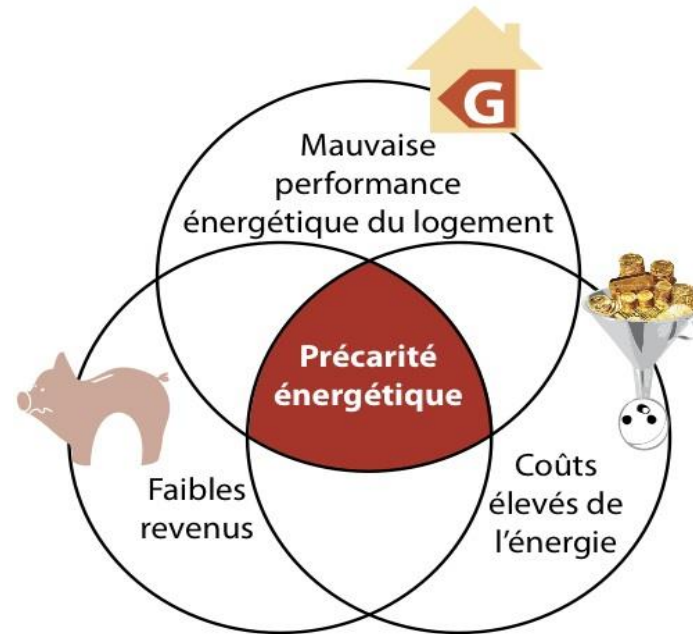 G
Mauvaise
performance
énergétique du logement
Précarité
énergétique
Faibles
revenus
Coûts
élevés de
l'énergie